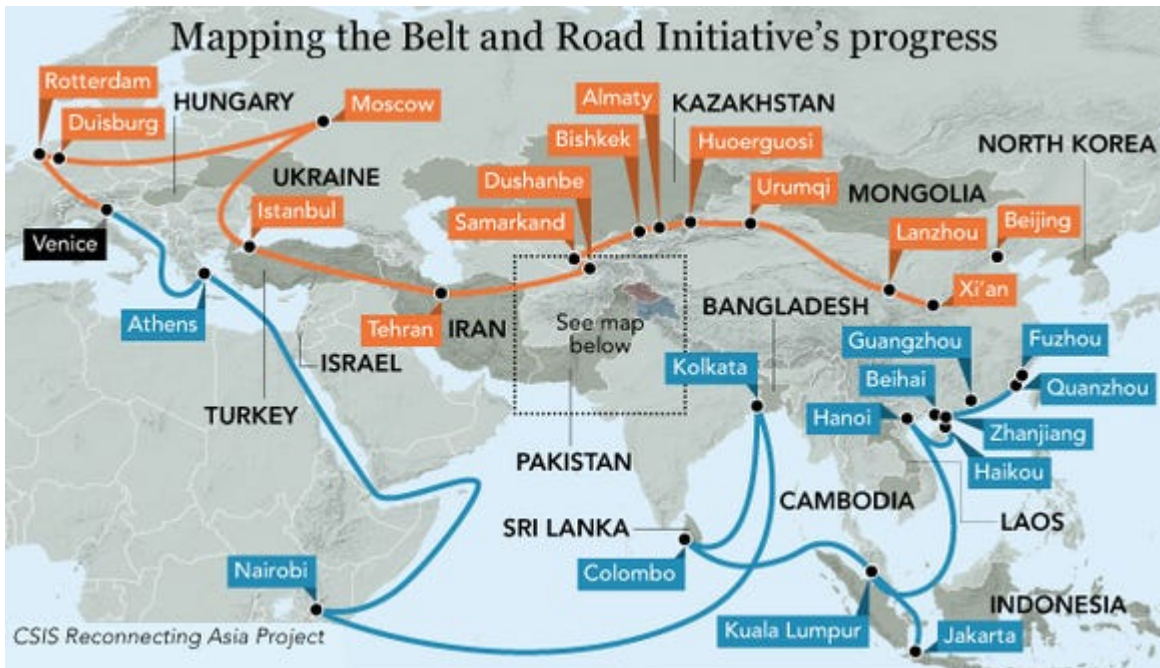 Mapping the Belt and Road Initiative's progress
Rotterdam
HUNGARY
Moscow
Almaty
KAZAKHSTAN
Duisburg
Bishkek
Huoerguosi
NORTH KOREA
UKRAINE
Dushanbe
Urumqi
MONGOLIA
Istanbul
Samarkand
Lanzhou
Beijing
Venice
Xi'an
Athens
Tehran
IRAN
See map
below
BANGLADESH
ISRAEL
Kolkata
Guangzhou
Fuzhou
Beihai
Quanzhou
TURKEY
Hanoi
Zhanjiang
PAKISTAN
Haikou
CAMBODIA
SRI LANKA
LAOS
Nairobi
Colombo
INDONESIA
Kuala Lumpur
Jakarta
CSIS Reconnecting Asia Project